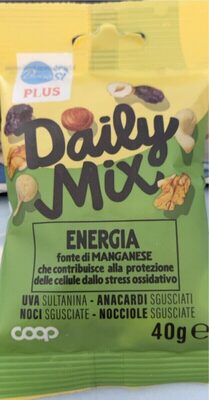 PLUS
Daily
Mix
ENERGIA
fonte di MANGANESE
che contribuisce alla protezione
delle cellule dallo stress ossidativo
UVA SULTANINA - ANACARDI SGUSCIATI
NOCI SGUSCIATE - NOCCIOLE SGUSCIATE
coop
40g e